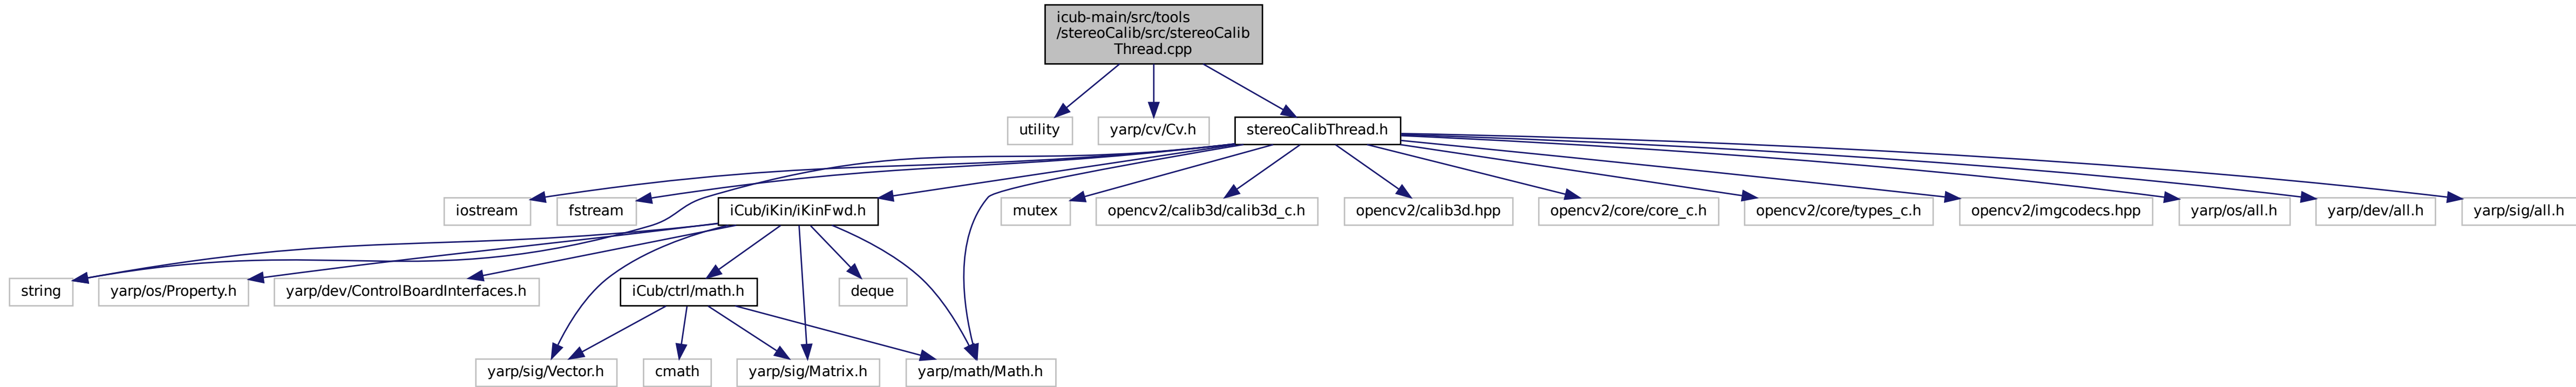 icub-main/src/tools
/stereoCalib/src/stereoCalib
Thread.cpp
utility
yarp/cv/Cv.h
stereoCalibThread.h
iostream
fstream
iCub/iKin/iKinFwd.h
mutex
opencv2/calib3d/calib3d_c.h
opencv2/calib3d.hpp
opencv2/core/core_c.h
opencv2/core/types_c.h
opencv2/imgcodecs.hpp
yarp/os/all.h
yarp/dev/all.h
yarp/sig/all.h
string
yarp/os/Property.h
yarp/dev/ControlBoardInterfaces.h
iCub/ctrl/math.h
deque
yarp/sig/Vector.h
cmath
yarp/sig/Matrix.h
yarp/math/Math.h